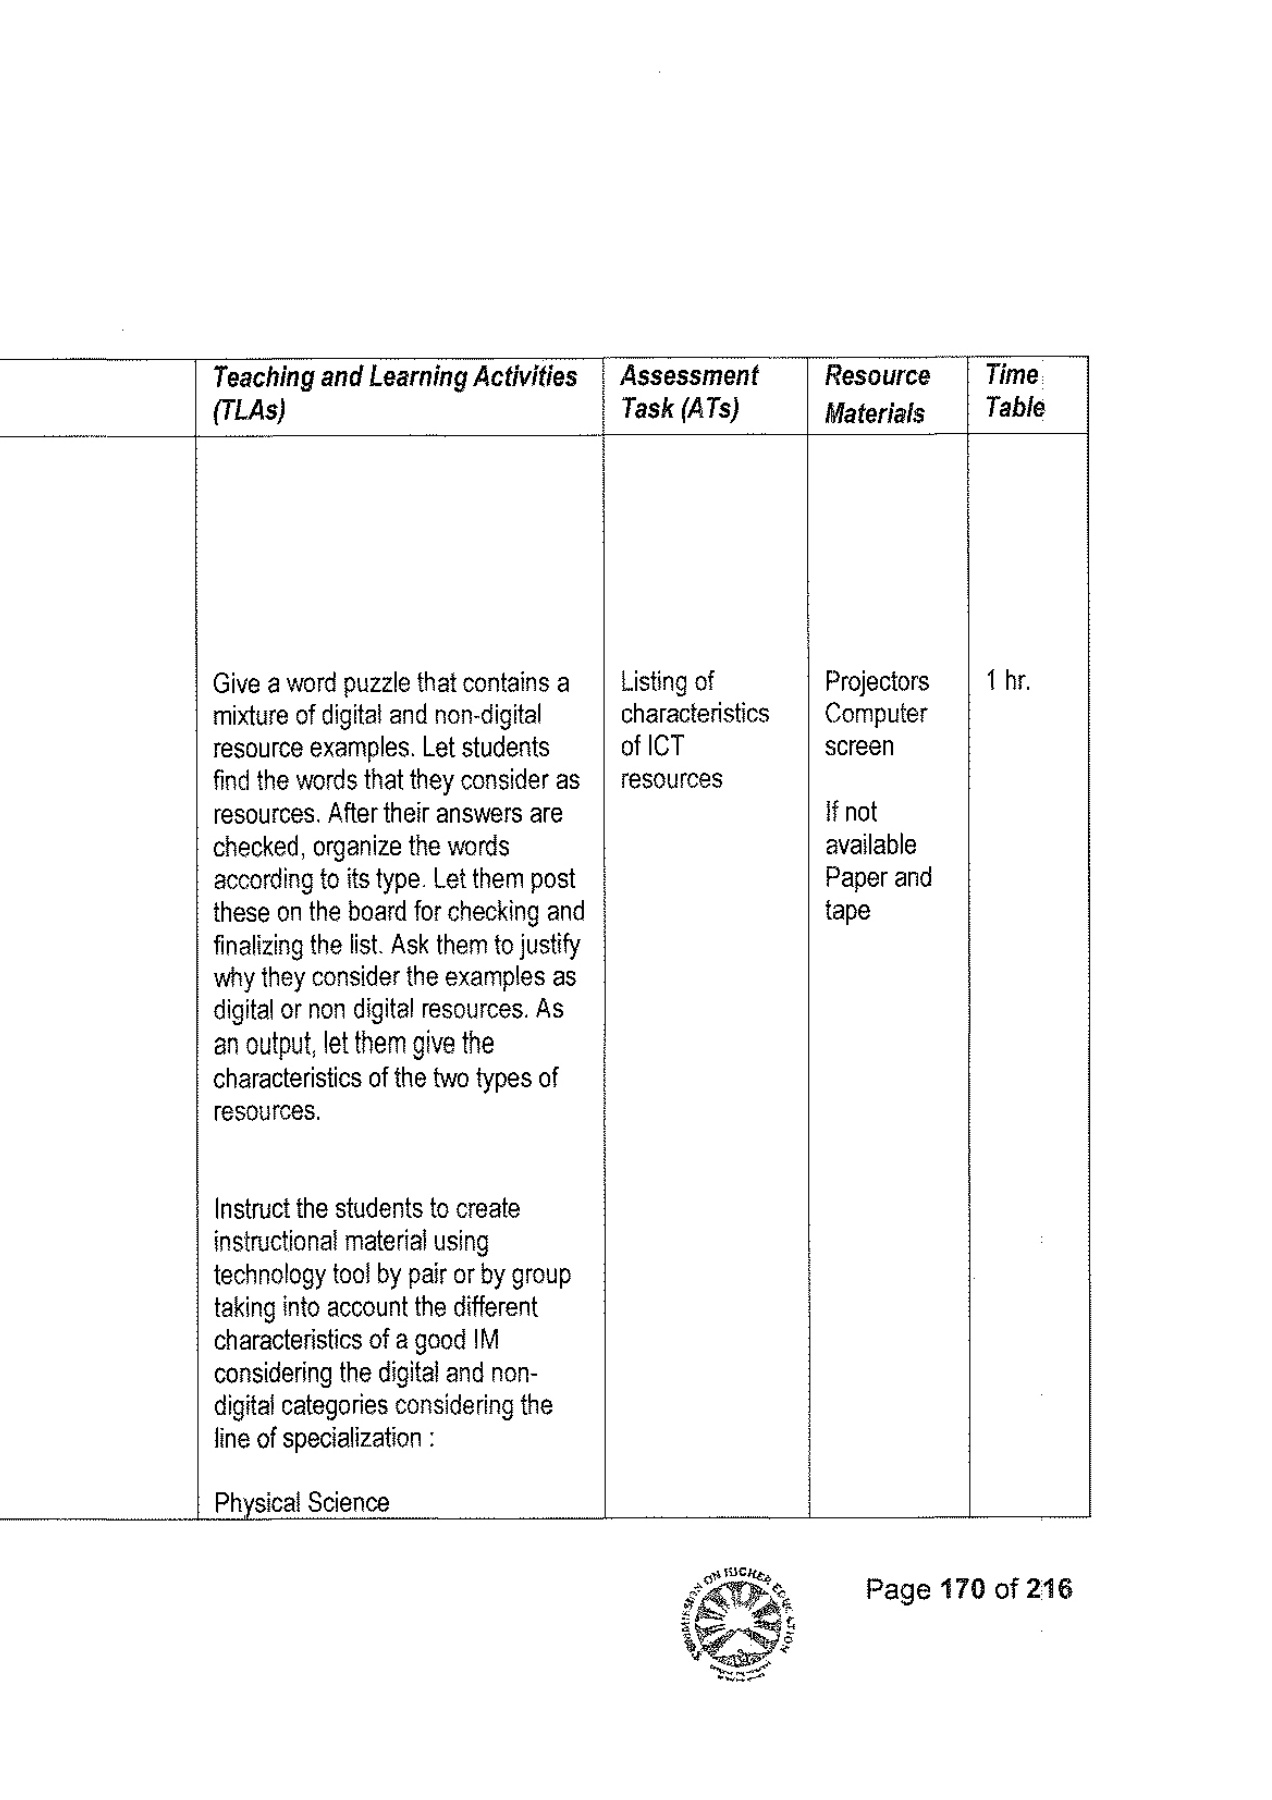 Teaching and Learning Activities
(TLAs)
Assessment
Task (ATs)
Resource
Materials
Time
Table
Give a word puzzle that contains a
mixture of digital and non-digital
resource examples. Let students
find the words that they consider as
resources. After their answers are
checked, organize the words
according to its type. Let them post
these on the board for checking and
finalizing the list. Ask them to justify
why they consider the examples as
digital or non digital resources. As
an output, let them give the
characteristics of the two types of
resources.
Instruct the students to create
instructional material using
technology tool by pair or by group
taking into account the different
characteristics of a good IM
considering the digital and non-
digital categories considering the
line of specialization :
Physical Science
Listing of
characteristics
of ICT
resources
Projectors
Computer
screen
If not
available
Paper and
tape
1 hr.
COMMISSION ON HIGHER EDUCATION
Page 170 of 216